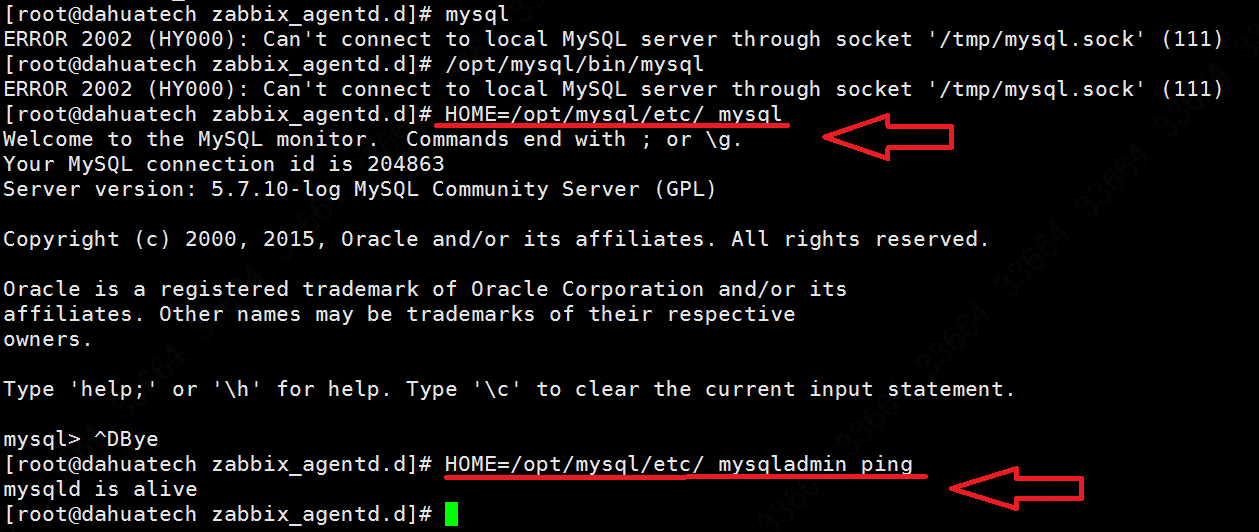 [root@dahuatech zabbix_agentd.d]# mysql
ERROR 2002 (HY000): Can't connect to local MySQL server through socket '/tmp/mysql.sock' (111)
[root@dahuatech zabbix_agentd.d]# /opt/mysql/bin/mysql
ERROR 2002 (HY000): Can't connect to local MySQL server through socket '/tmp/mysql.sock' (111)
[root@dahuatech zabbix_agentd.d]# HOME=/opt/mysql/etc/ mysql
Welcome to the MySQL monitor.  Commands end with ; or \g.
Your MySQL connection id is 204863
Server version: 5.7.10-log MySQL Community Server (GPL)

Copyright (c) 2000, 2015, Oracle and/or its affiliates. All rights reserved.

Oracle is a registered trademark of Oracle Corporation and/or its
affiliates. Other names may be trademarks of their respective
owners.

Type 'help;' or '\h' for help. Type '\c' to clear the current input statement.

mysql> ^DBye
[root@dahuatech zabbix_agentd.d]# HOME=/opt/mysql/etc/ mysqladmin ping
mysqld is alive
[root@dahuatech zabbix_agentd.d]#
33664 33664 33664
33664 33664